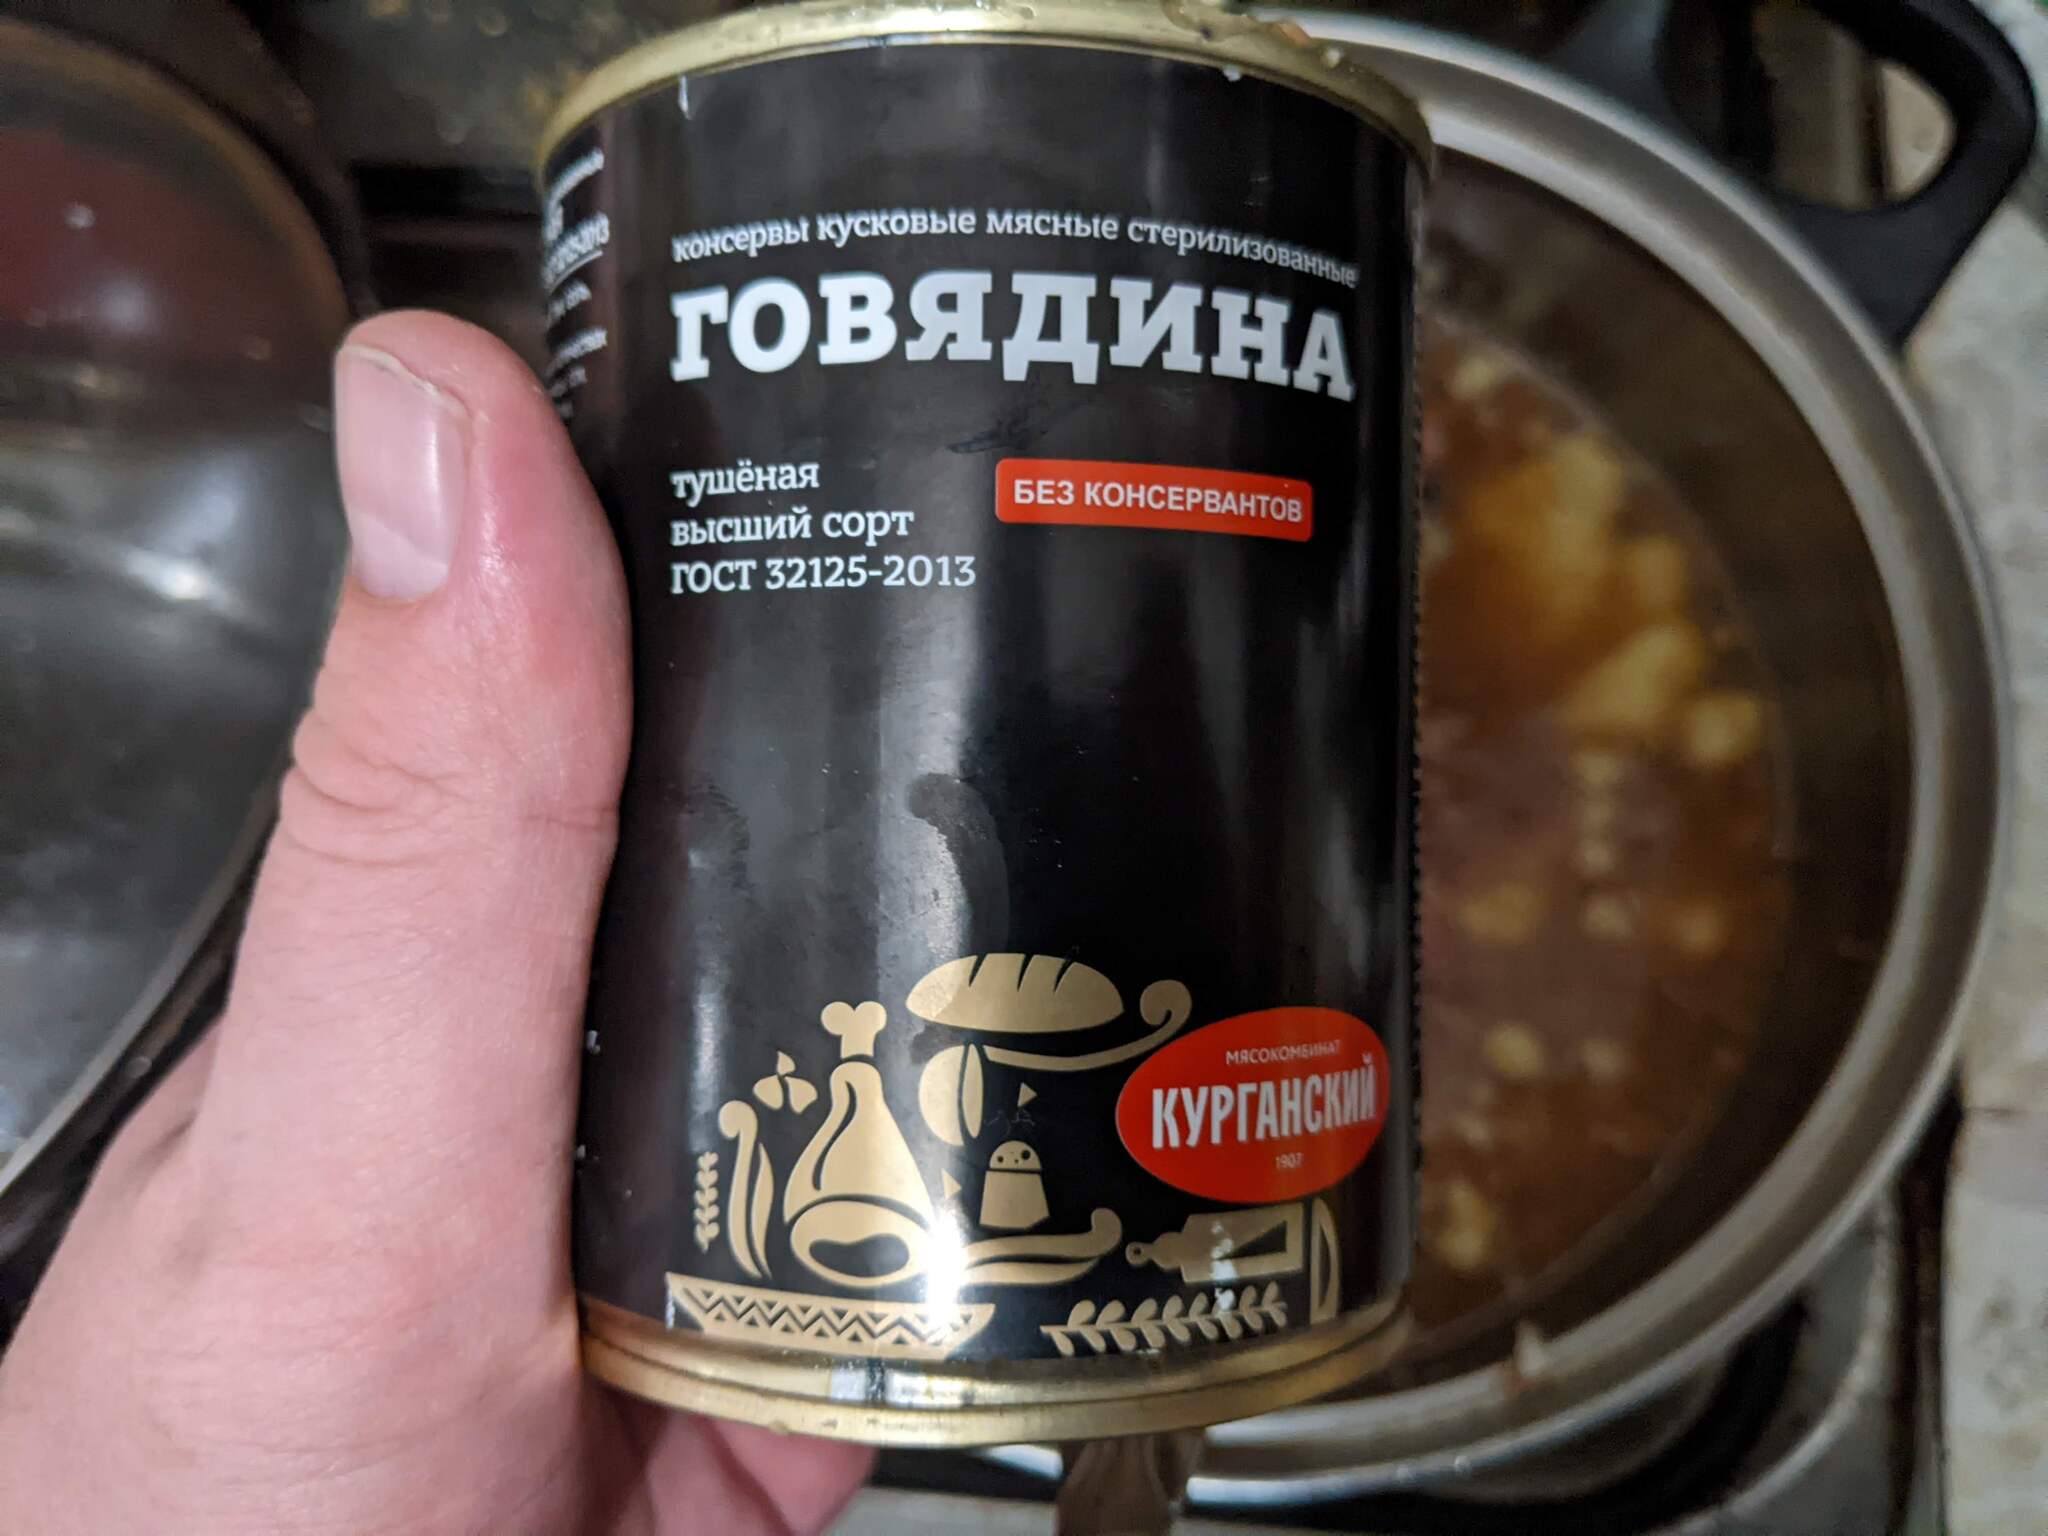 консервы кусковые мясные стерилизованные
ГОВЯДИНА
тушёная
высший сорт
ГОСТ 32125-2013
БЕЗ КОНСЕРВАНТОВ
МЯСОКОМБИНАТ
КУРГАНСКИЙ
1907